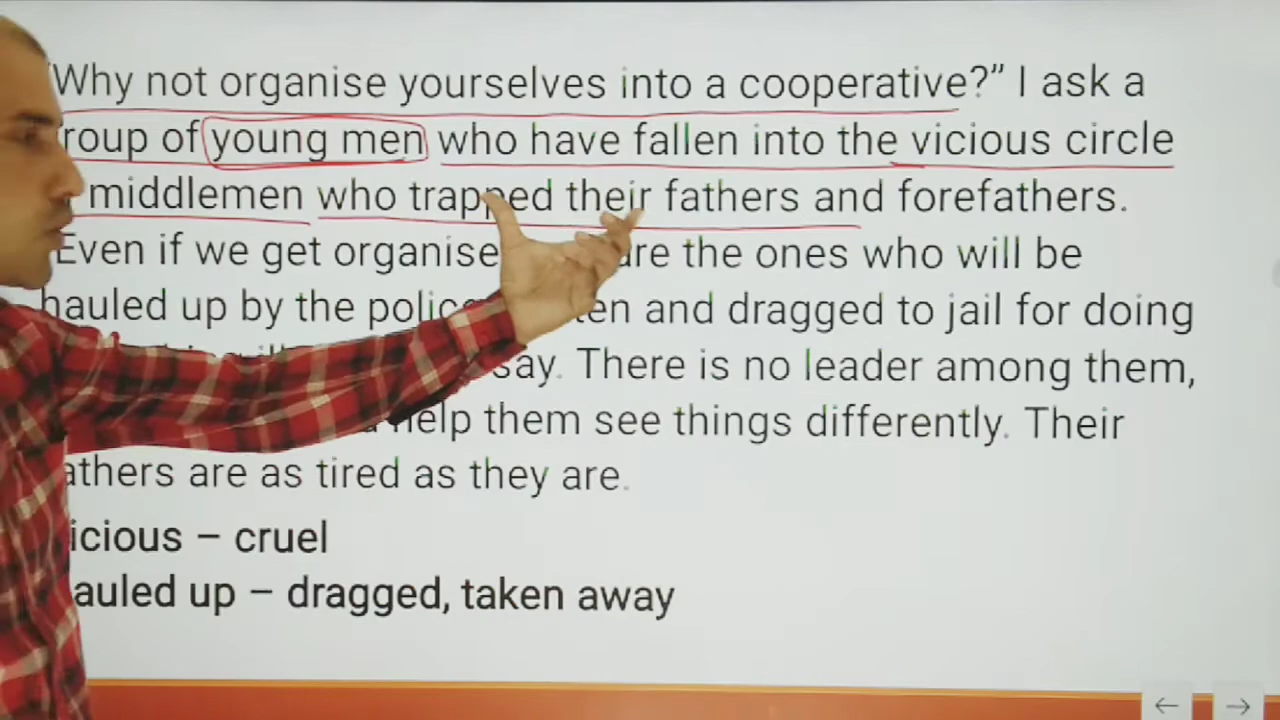 Why not organise yourselves into a cooperative?” I ask a
roup of young men who have fallen into the vicious circle
middlemen who trapped their fathers and forefathers.
Even if we get organise are the ones who will be
hauled up by the polic ten and dragged to jail for doing
say. There is no leader among them,
help them see things differently. Their
athers are as tired as they are.
icious – cruel
auled up – dragged, taken away